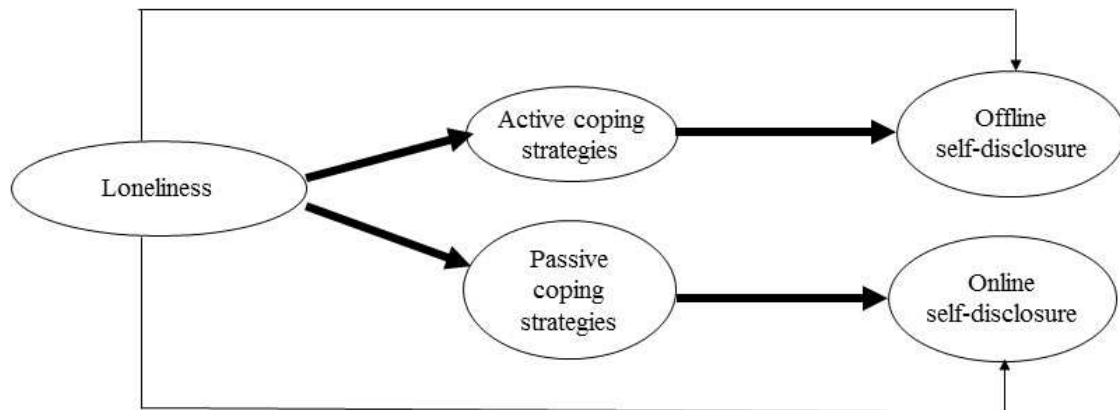 Loneliness
Active coping
strategies
Offline
self-disclosure
Passive
coping
strategies
Online
self-disclosure